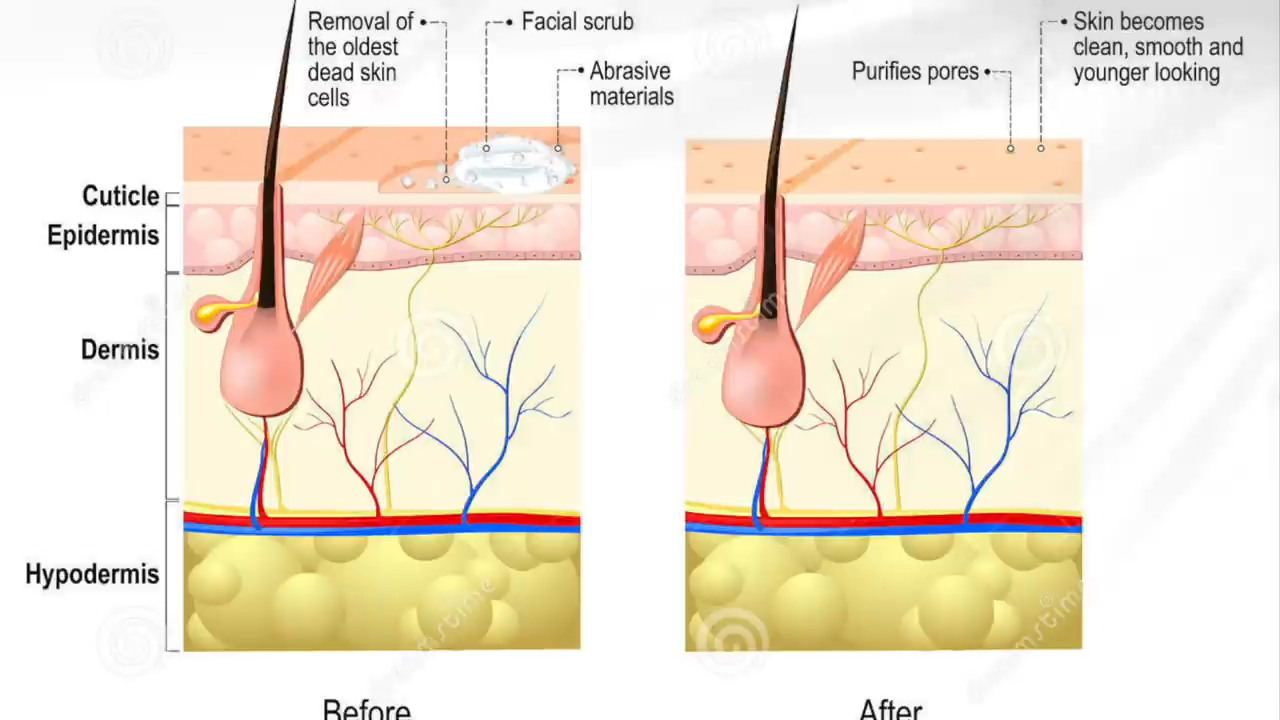 Removal of
the oldest
dead skin
cells
Facial scrub
Abrasive
materials
Purifies pores
Skin becomes
clean, smooth and
younger looking
Cuticle
Epidermis
Dermis
Hypodermis
Before
After
dreamstime